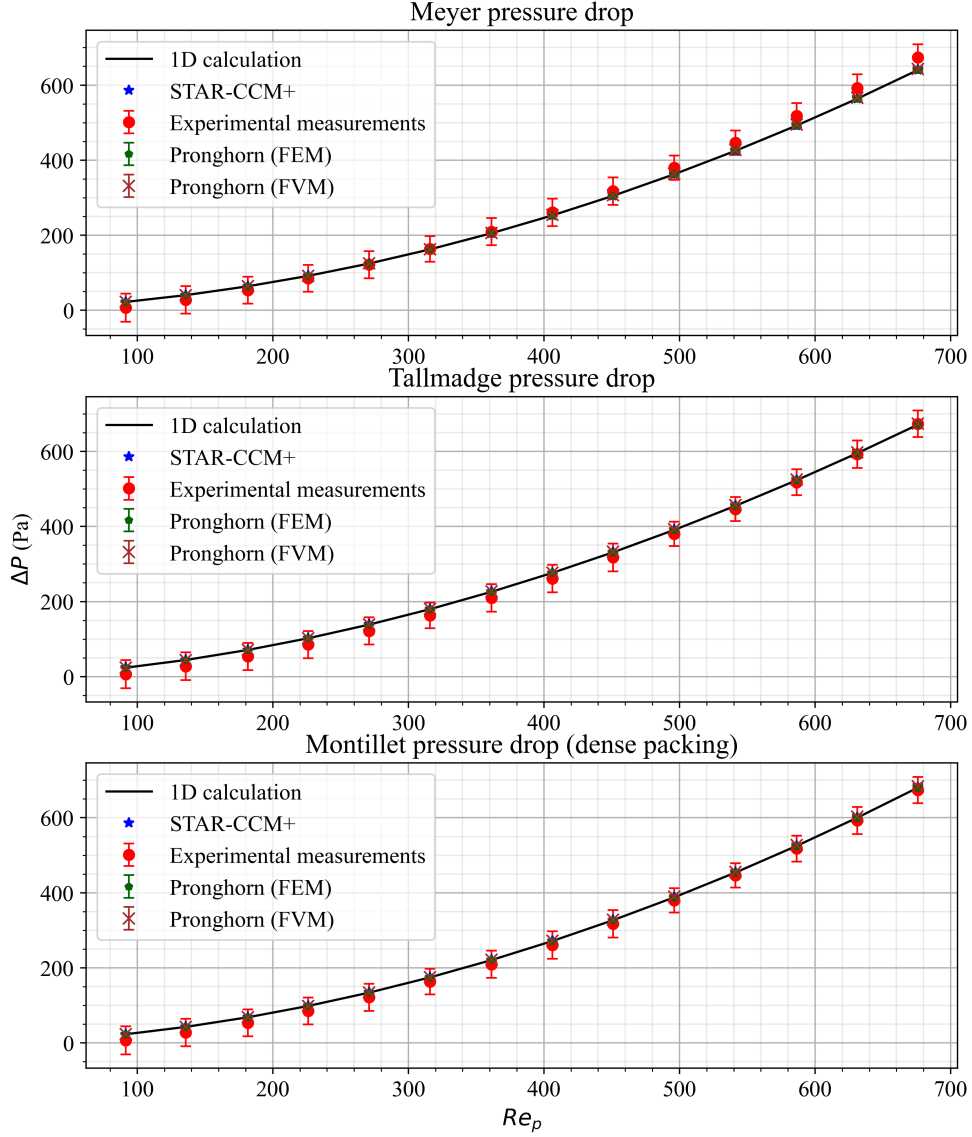 Meyer pressure drop
1D calculation
STAR-CCM+
Experimental measurements
Pronghorn (FEM)
Pronghorn (FVM)
600
400
200
0
100 200 300 400 500 600 700
Tallmadge pressure drop
1D calculation
STAR-CCM+
Experimental measurements
Pronghorn (FEM)
Pronghorn (FVM)
ΔP (Pa)
600
400
200
0
100 200 300 400 500 600 700
Montillet pressure drop (dense packing)
1D calculation
STAR-CCM+
Experimental measurements
Pronghorn (FEM)
Pronghorn (FVM)
600
400
200
0
100 200 300 400 500 600 700
Re_p